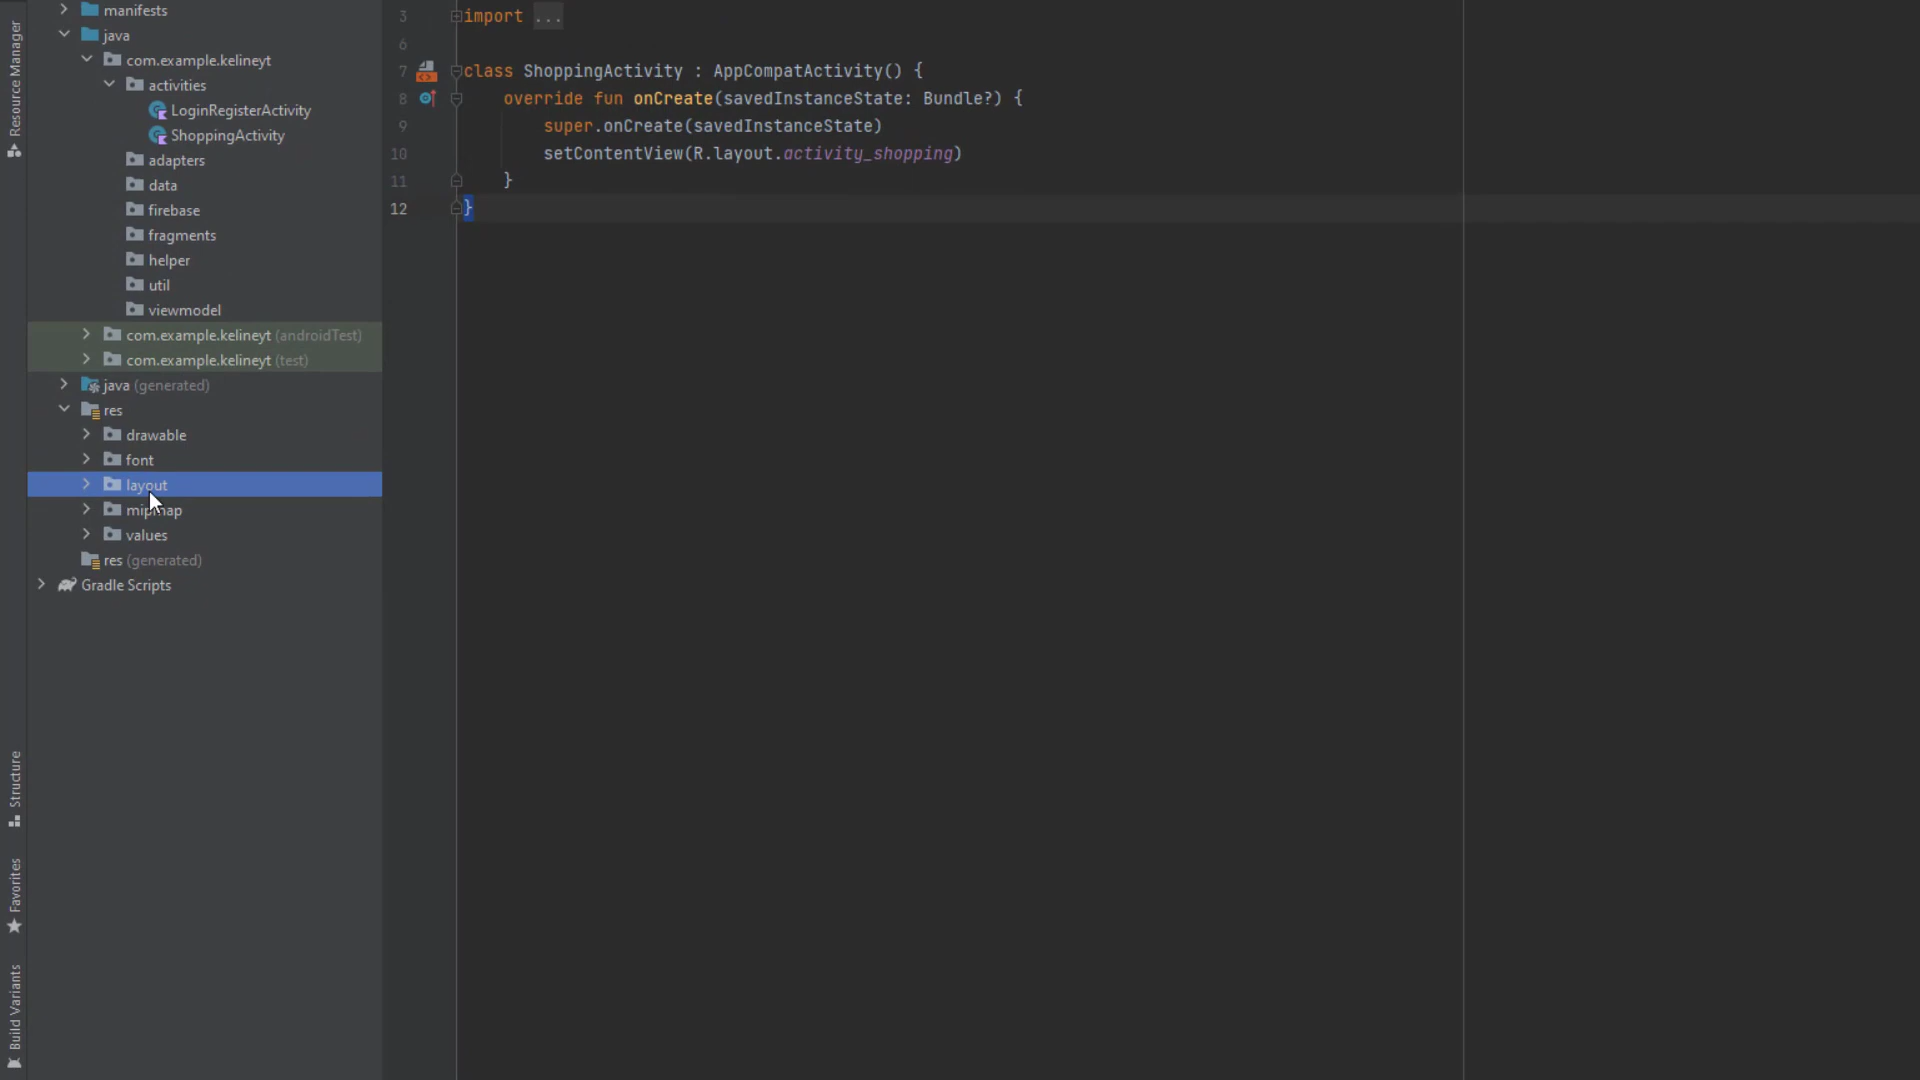 Resource Manager
manifests
java
com.example.kelineyt
activities
LoginRegisterActivity
ShoppingActivity
adapters
data
firebase
fragments
helper
util
viewmodel
com.example.kelineyt (androidTest)
com.example.kelineyt (test)
java (generated)
res
drawable
font
layout
mipmap
values
res (generated)
Gradle Scripts
Structure
Favorites
Build Variants
3 import ...
6
7 class ShoppingActivity : AppCompatActivity() {
8 override fun onCreate(savedInstanceState: Bundle?) {
9 super.onCreate(savedInstanceState)
10 setContentView(R.layout.activity_shopping)
11 }
12 }